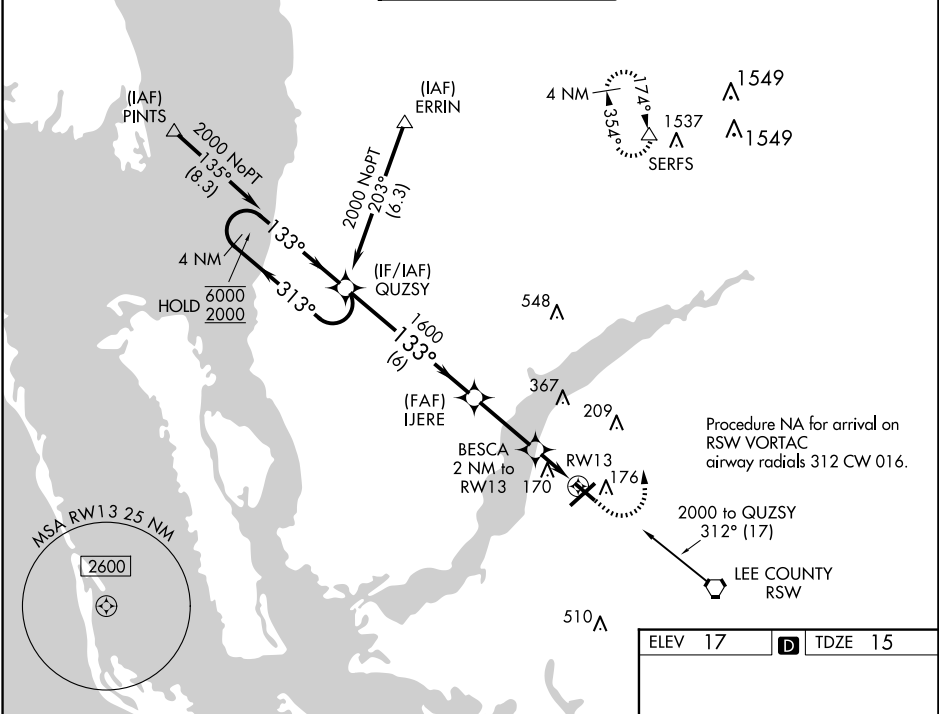 (IAF)
PINTS
2000 NoPT
135°
(8.3)
(IAF)
ERRIN
2000 NoPT
203°
(6.3)
4 NM
174°
354°
SERFS
1537
1549
1549
133°
4 NM
313°
HOLD
6000
2000
(IF/IAF)
QUZSY
1600
133°
(6)
548
(FAF)
IJERE
367
209
BESCA
2 NM to
RW13
170
RW13
176
Procedure NA for arrival on
RSW VORTAC
airway radials 312 CW 016.
2000 to QUZSY
312° (17)
LEE COUNTY
RSW
510
MSA RW13 25 NM
2600
ELEV 17
D
TDZE 15